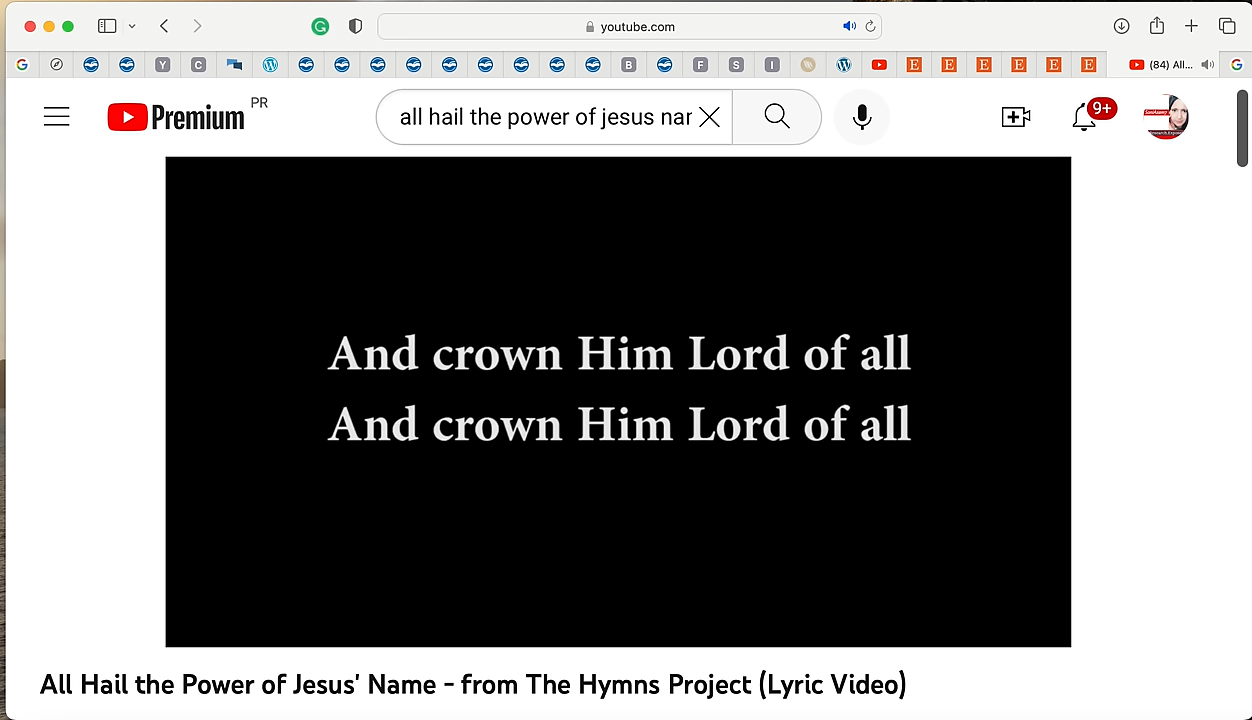 youtube.com
Y
C
B
F
S
I
E
E
E
E
E
E
(84) All...
Premium
PR
all hail the power of jesus nar
9+
And crown Him Lord of all
And crown Him Lord of all
All Hail the Power of Jesus' Name - from The Hymns Project (Lyric Video)